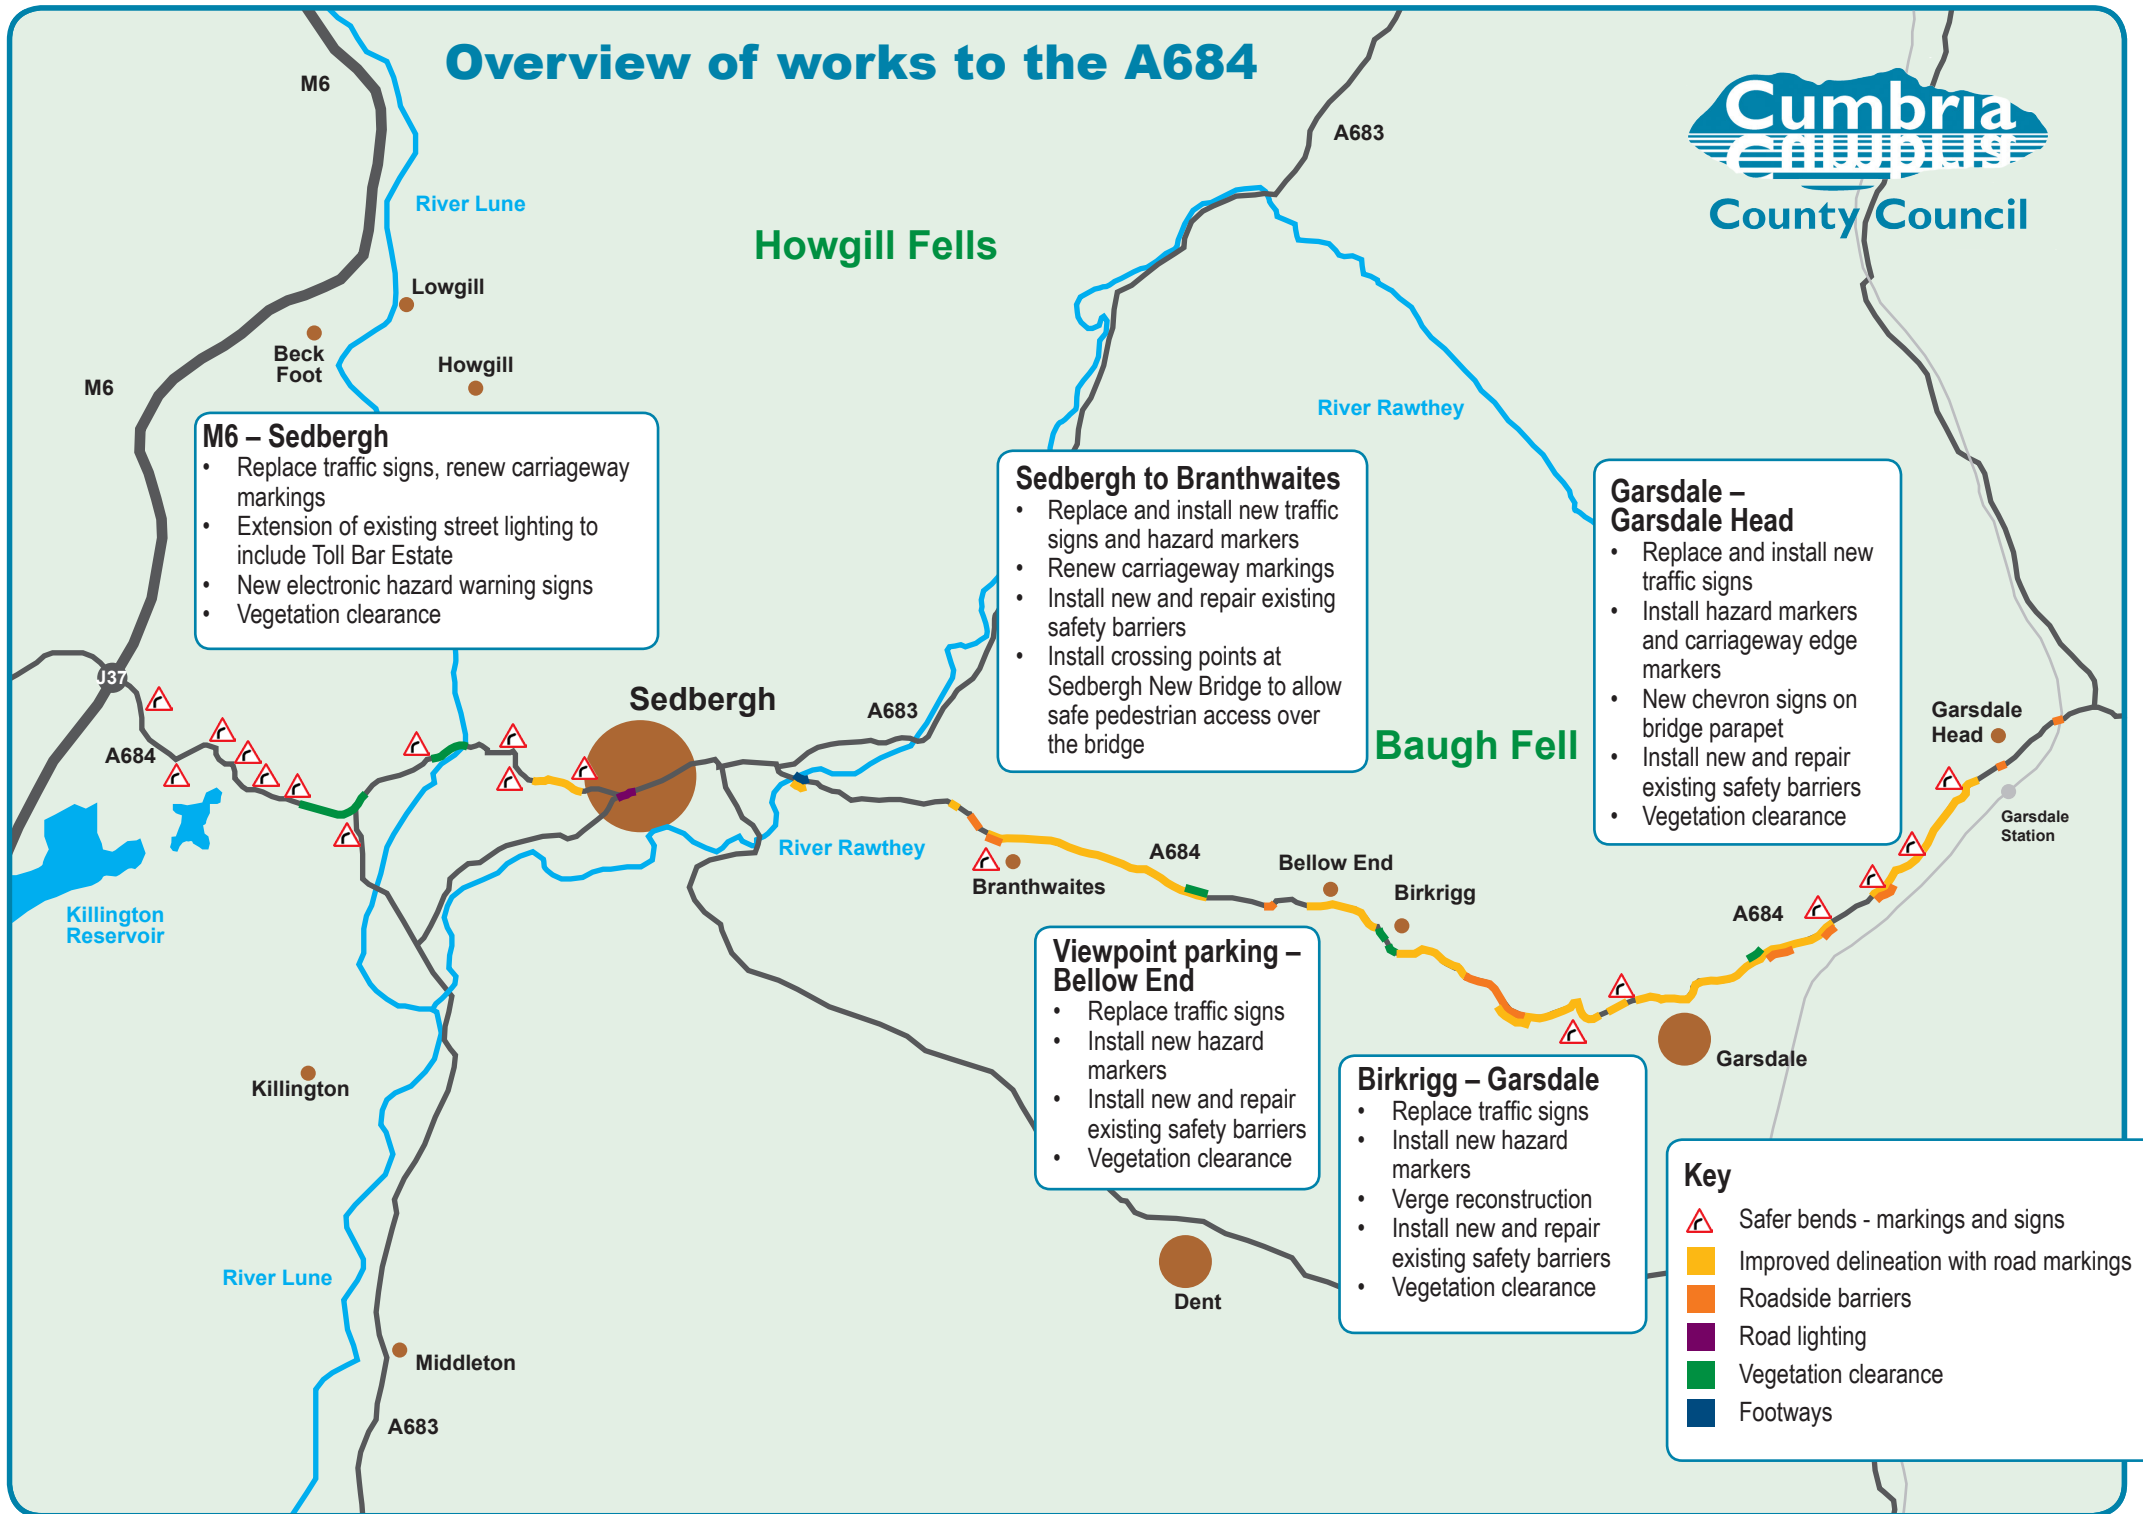 Overview of works to the A684
Cumbria
County Council
M6
A683
River Lune
Howgill Fells
Lowgill
Beck
Foot
Howgill
M6
River Rawthey
M6 – Sedbergh
• Replace traffic signs, renew carriageway
markings
• Extension of existing street lighting to
include Toll Bar Estate
• New electronic hazard warning signs
• Vegetation clearance
Sedbergh to Branthwaites
• Replace and install new traffic
signs and hazard markers
• Renew carriageway markings
• Install new and repair existing
safety barriers
• Install crossing points at
Sedbergh New Bridge to allow
safe pedestrian access over
the bridge
Garsdale –
Garsdale Head
• Replace and install new
traffic signs
• Install hazard markers
and carriageway edge
markers
• New chevron signs on
bridge parapet
• Install new and repair
existing safety barriers
• Vegetation clearance
J37
Sedbergh
A683
A684
Baugh Fell
Garsdale
Head
Garsdale
Station
River Rawthey
A684
Branthwaites
Bellow End
Birkrigg
A684
Killington
Reservoir
Viewpoint parking –
Bellow End
• Replace traffic signs
• Install new hazard
markers
• Install new and repair
existing safety barriers
• Vegetation clearance
Garsdale
Killington
Birkrigg – Garsdale
• Replace traffic signs
• Install new hazard
markers
• Verge reconstruction
• Install new and repair
existing safety barriers
• Vegetation clearance
River Lune
Dent
Middleton
A683
Key
Safer bends - markings and signs
Improved delineation with road markings
Roadside barriers
Road lighting
Vegetation clearance
Footways